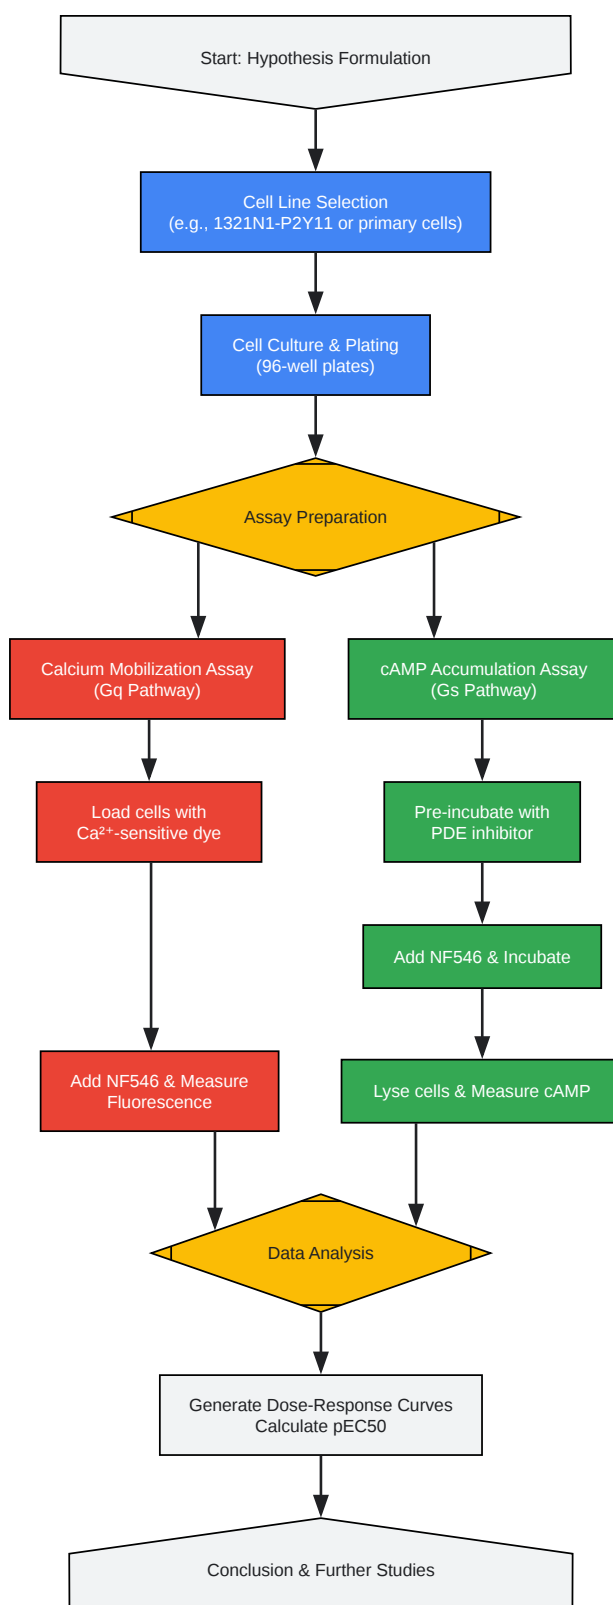 Start: Hypothesis Formulation
Cell Line Selection
(e.g., 1321N1-P2Y11 or primary cells)
Cell Culture & Plating
(96-well plates)
Assay Preparation
Calcium Mobilization Assay
(Gq Pathway)
cAMP Accumulation Assay
(Gs Pathway)
Load cells with
Ca²⁺-sensitive dye
Pre-incubate with
PDE inhibitor
Add NF546 & Incubate
Add NF546 & Measure
Fluorescence
Lyse cells & Measure cAMP
Data Analysis
Generate Dose-Response Curves
Calculate pEC50
Conclusion & Further Studies